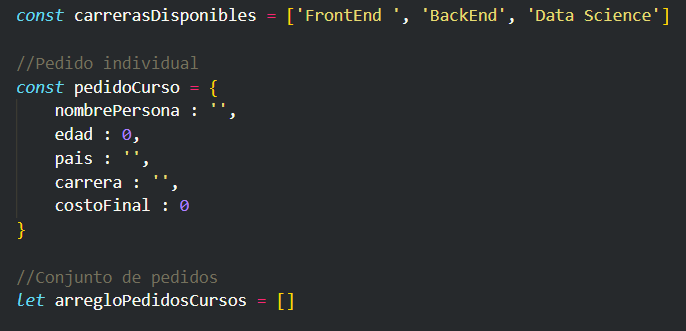 const carrerasDisponibles = ['FrontEnd ', 'BackEnd', 'Data Science']
//Pedido individual
const pedidoCurso = {
nombrePersona : '',
edad : 0,
pais : '',
carrera : '',
costoFinal : 0
}
//Conjunto de pedidos
let arregloPedidosCursos = []